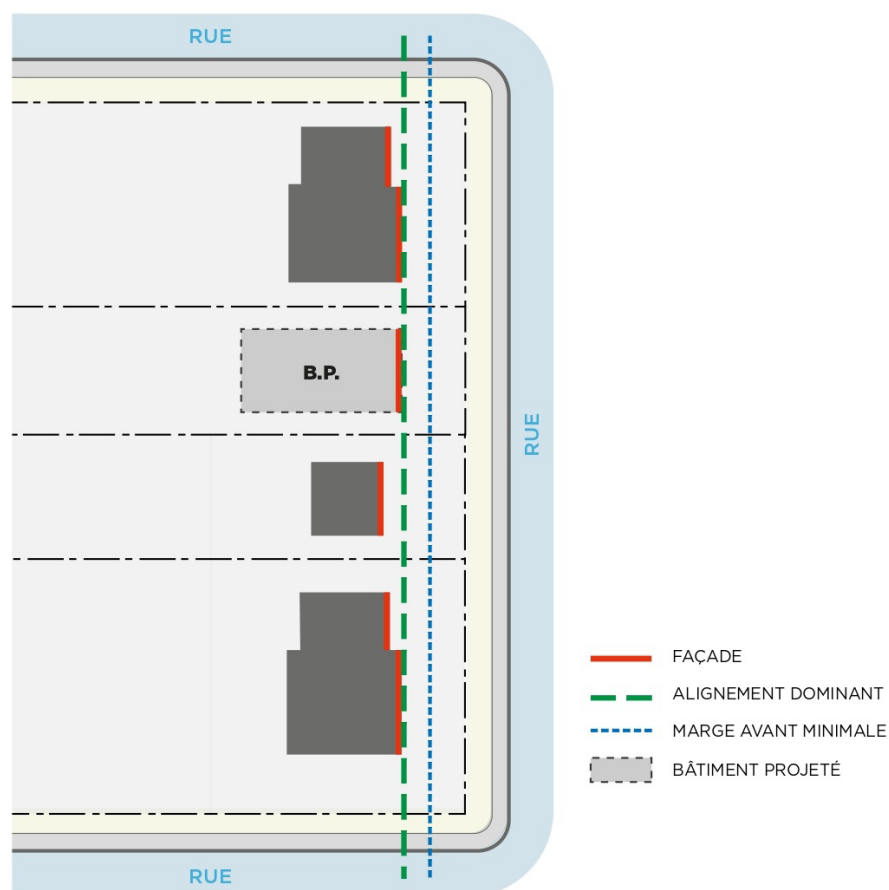 RUE
B.P.
RUE
FAÇADE
ALIGNEMENT DOMINANT
MARGE AVANT MINIMALE
BÂTIMENT PROJETÉ
RUE